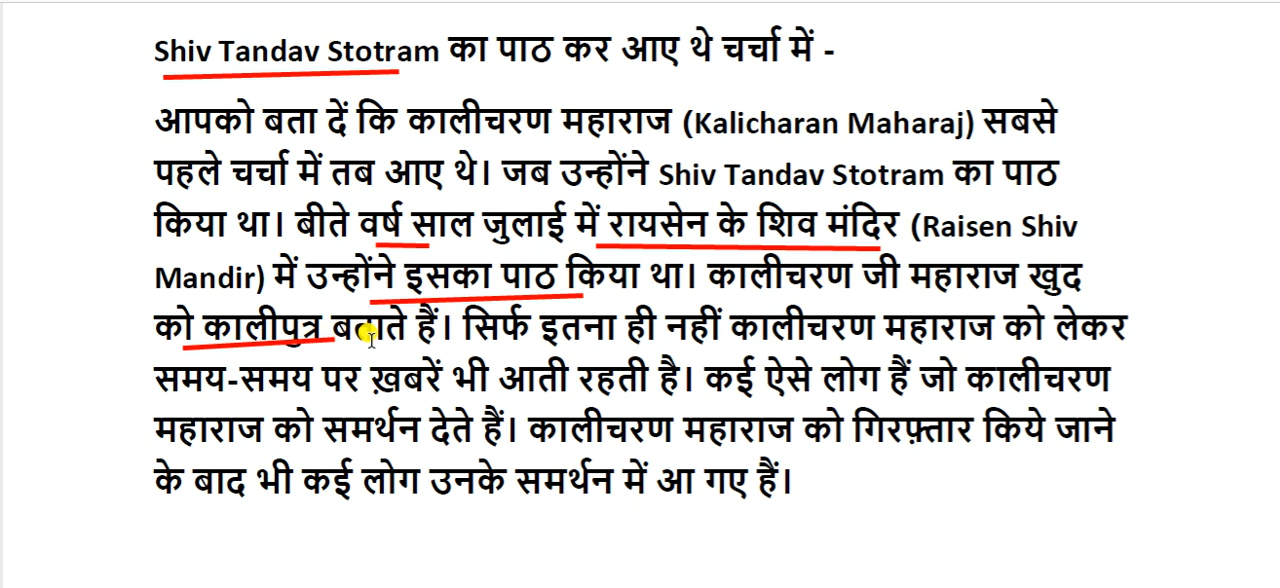 Shiv Tandav Stotram का पाठ कर आए थे चर्चा में -
आपको बता दें कि कालीचरण महाराज (Kalicharan Maharaj) सबसे
पहले चर्चा में तब आए थे। जब उन्होंने Shiv Tandav Stotram का पाठ
किया था। बीते वर्ष साल जुलाई में रायसेन के शिव मंदिर (Raisen Shiv
Mandir) में उन्होंने इसका पाठ किया था। कालीचरण जी महाराज खुद
को कालीपुत्र बताते हैं। सिर्फ इतना ही नहीं कालीचरण महाराज को लेकर
समय-समय पर ख़बरें भी आती रहती है। कई ऐसे लोग हैं जो कालीचरण
महाराज को समर्थन देते हैं। कालीचरण महाराज को गिरफ़्तार किये जाने
के बाद भी कई लोग उनके समर्थन में आ गए हैं।